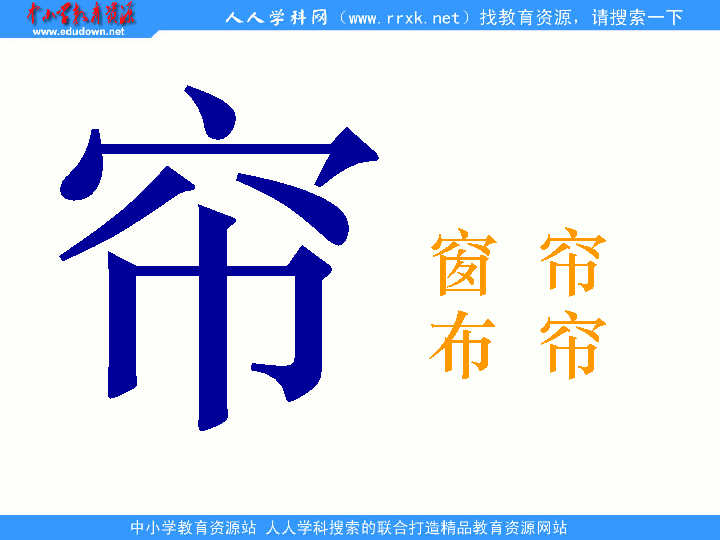 中小学教育资源
www.edudown.net
人人学科网（www.rrxk.net）找教育资源，请搜索一下
帘
窗帘
布帘
中小学教育资源站 人人学科搜索的联合打造精品教育资源网站